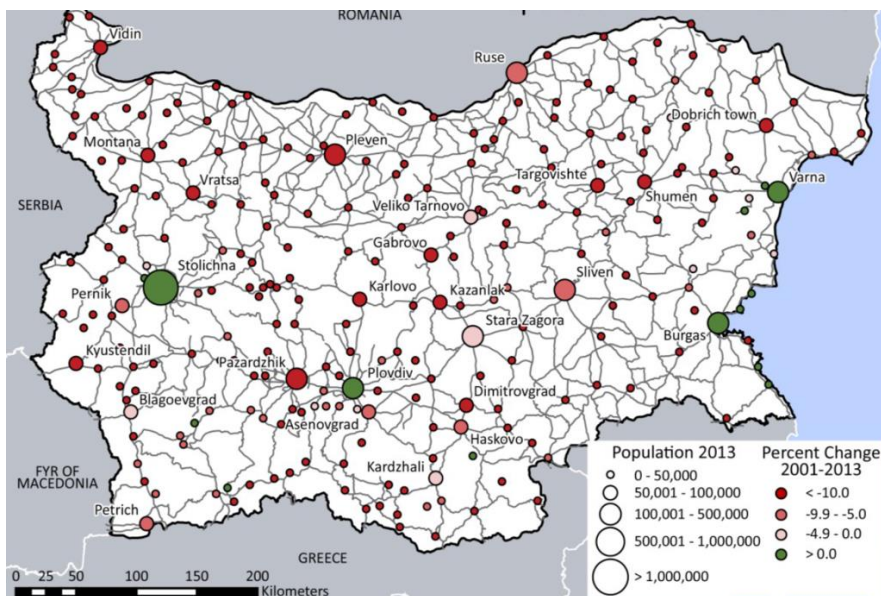 ROMANIA
Vidin
Ruse
Dobrich town
Montana
Pleven
Vratsa
Targovishte
Shumen
Varna
Veliko Tarnovo
SERBIA
Gabrovo
Stolichna
Pernik
Karlovo
Kazanlak
Sliven
Stara Zagora
Burgas
Kyustendil
Pazardzhik
Plovdiv
Dimitrovgrad
Blagoevgrad
Asenovgrad
Haskovo
FYR OF
MACEDONIA
Kardzhali
Petrich
GREECE
0 25 50 100 150 200
Kilometers
Population 2013
0 - 50,000
50,001 - 100,000
100,001 - 500,000
500,001 - 1,000,000
> 1,000,000
Percent Change
2001-2013
< -10.0
-9.9 - -5.0
-4.9 - 0.0
> 0.0